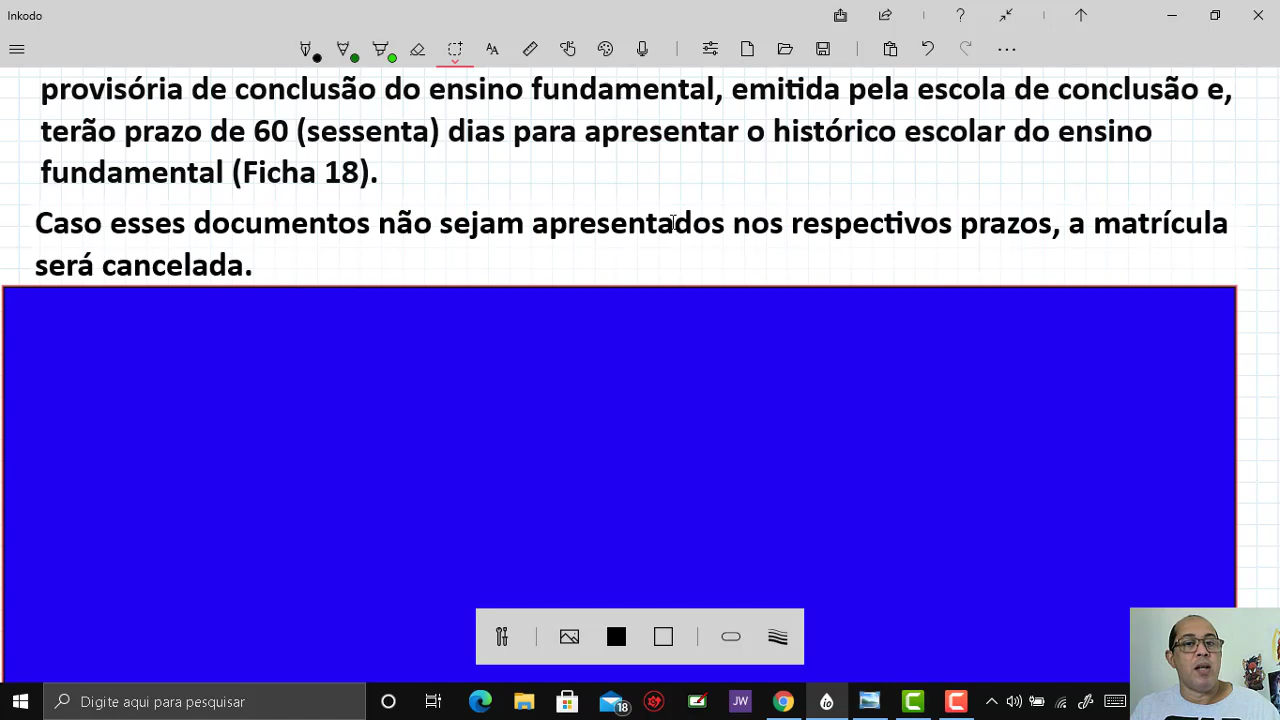 Inkodo
provisória de conclusão do ensino fundamental, emitida pela escola de conclusão e,
terão prazo de 60 (sessenta) dias para apresentar o histórico escolar do ensino
fundamental (Ficha 18).
Caso esses documentos não sejam apresentados nos respectivos prazos, a matrícula
será cancelada.
Digite aqui para pesquisar
18
JW